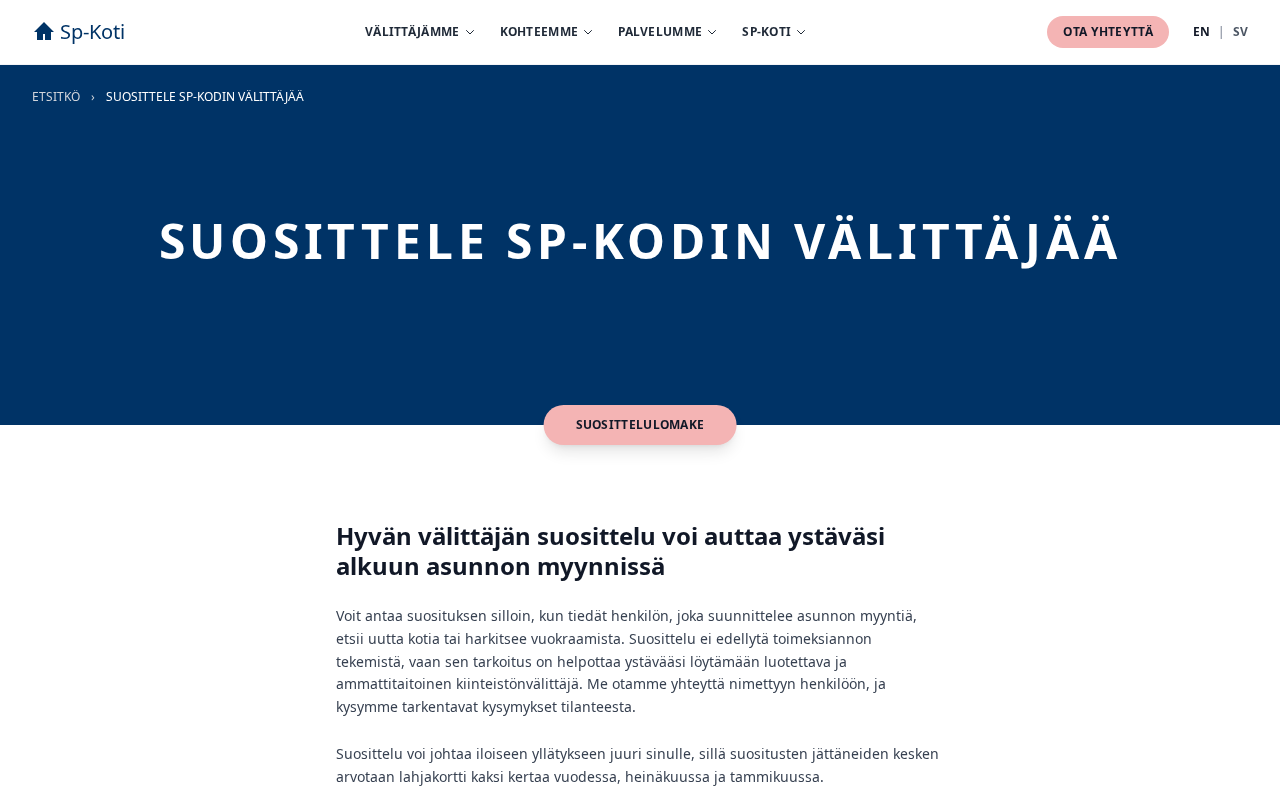 Sp-Koti
VÄLITTÄJÄMME
KOHTEEMME
PALVELUMME
SP-KOTI
OTA YHTEYTTÄ
EN | SV
ETSITKÖ › SUOSITTELE SP-KODIN VÄLITTÄJÄÄ
SUOSITTELE SP-KODIN VÄLITTÄJÄÄ
SUOSITTELULOMAKE
Hyvän välittäjän suosittelu voi auttaa ystäväsi
alkuun asunnon myynnissä
Voit antaa suosituksen silloin, kun tiedät henkilön, joka suunnittelee asunnon myyntiä,
etsii uutta kotia tai harkitsee vuokraamista. Suosittelu ei edellytä toimeksiannon
tekemistä, vaan sen tarkoitus on helpottaa ystävääsi löytämään luotettava ja
ammattitaitoinen kiinteistönvälittäjä. Me otamme yhteyttä nimettyyn henkilöön, ja
kysymme tarkentavat kysymykset tilanteesta.
Suosittelu voi johtaa iloiseen yllätykseen juuri sinulle, sillä suositusten jättäneiden kesken
arvotaan lahjakortti kaksi kertaa vuodessa, heinäkuussa ja tammikuussa.